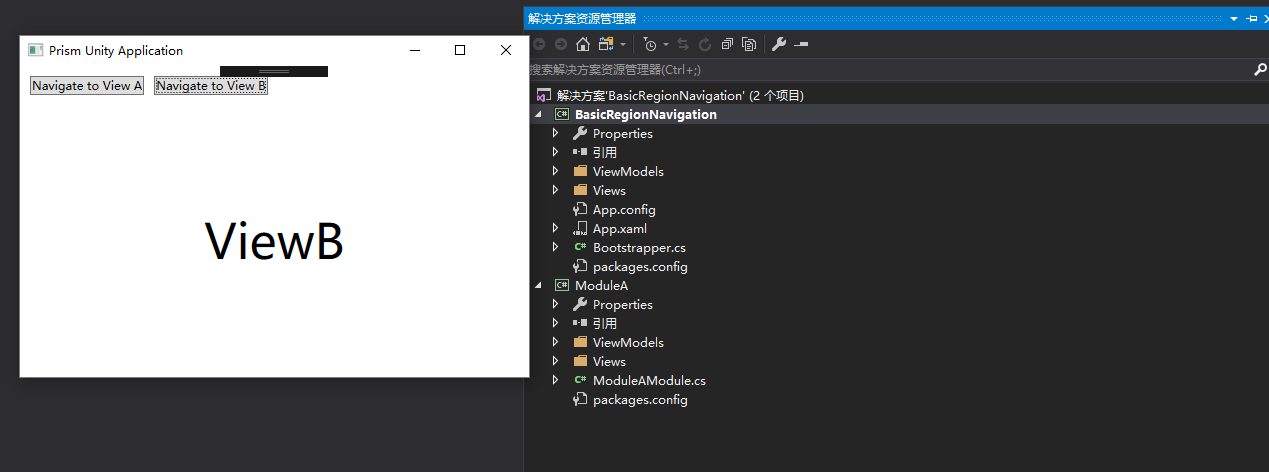 Prism Unity Application
Navigate to View A
Navigate to View B
ViewB
解决方案资源管理器
搜索解决方案资源管理器(Ctrl+;)
解决方案'BasicRegionNavigation' (2 个项目)
C# BasicRegionNavigation
Properties
引用
ViewModels
Views
App.config
App.xaml
C# Bootstrapper.cs
packages.config
C# ModuleA
Properties
引用
ViewModels
Views
C# ModuleAModule.cs
packages.config